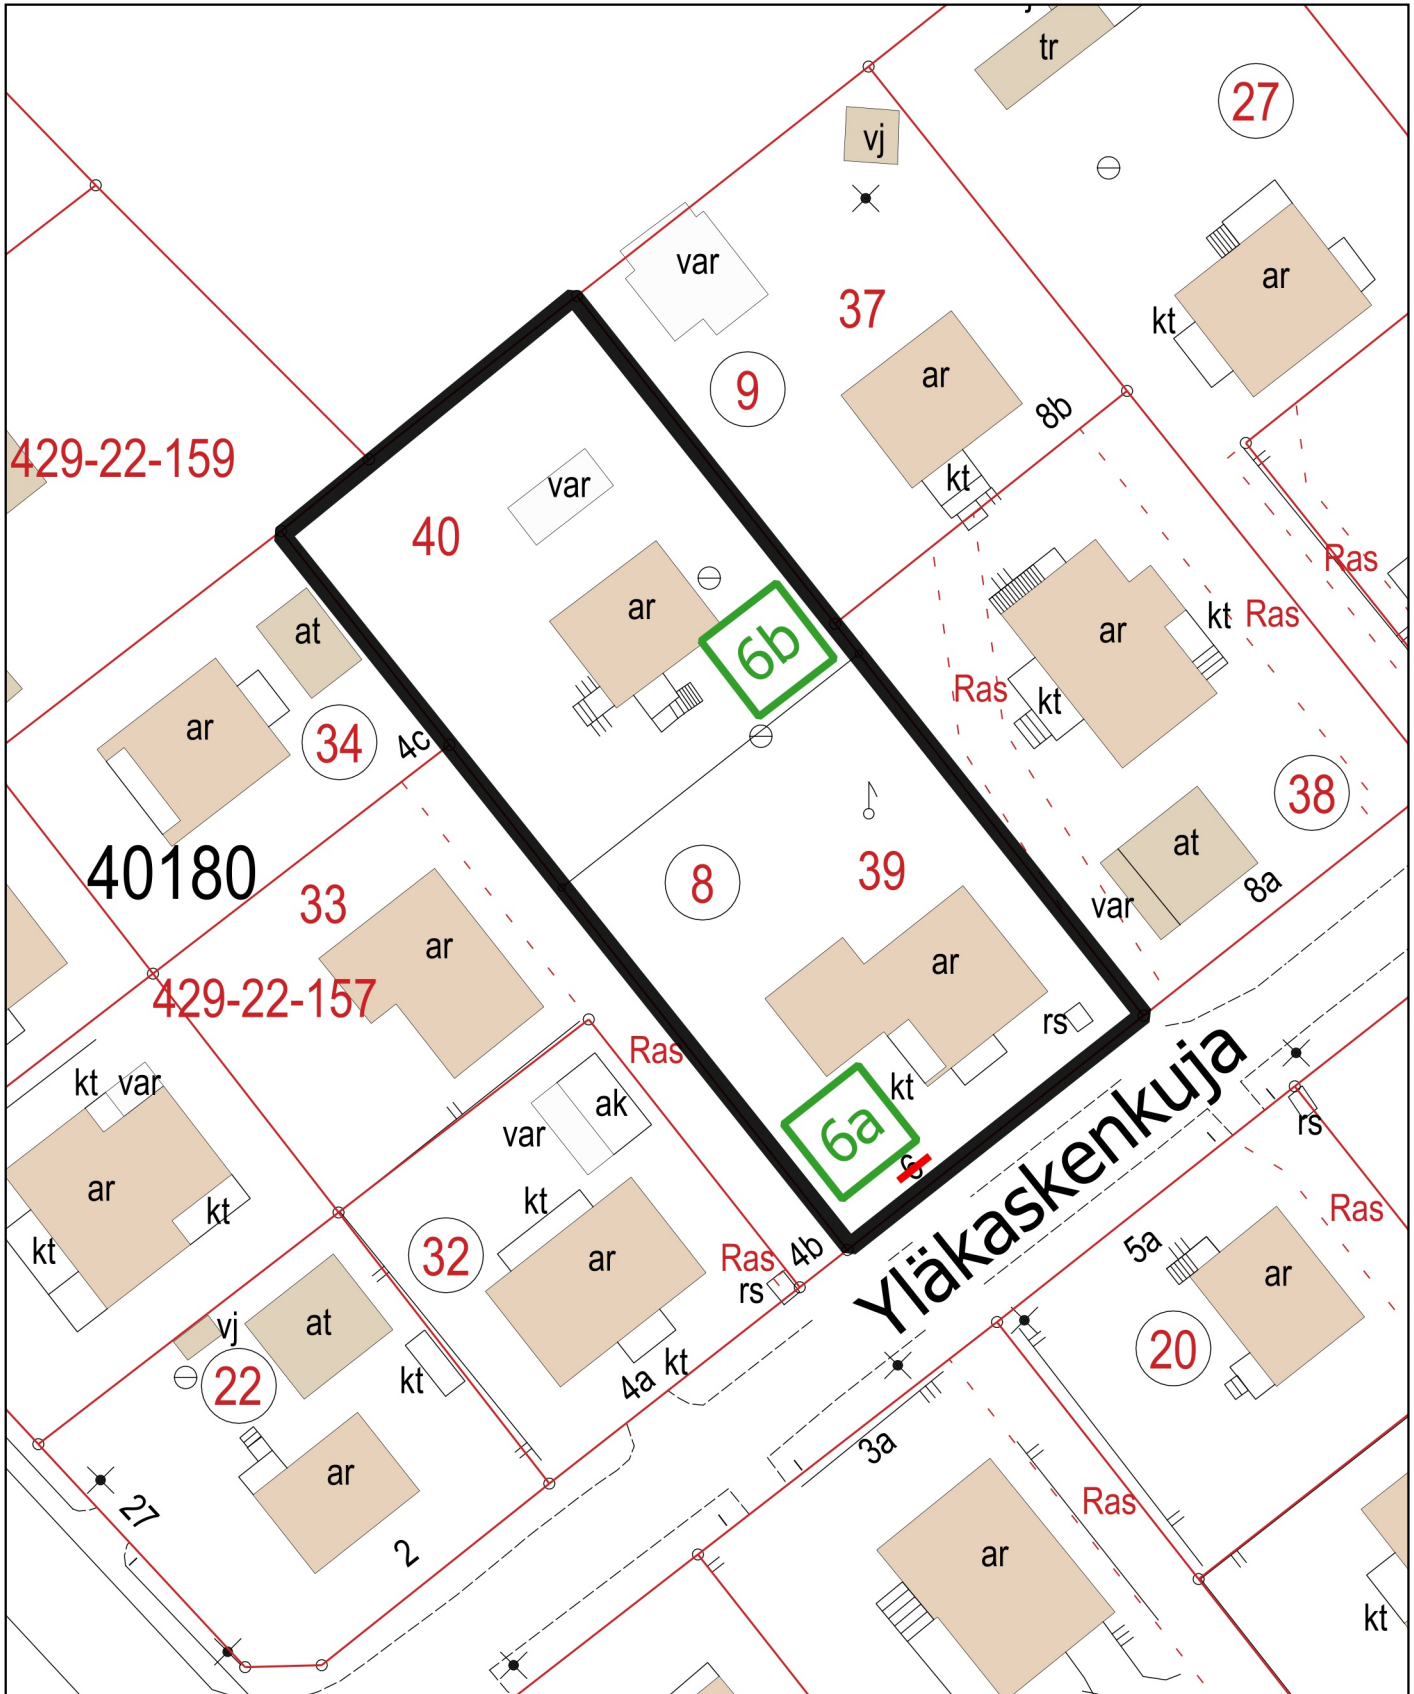 tr
27
vj
var
ar
37
kt
ar
9
8b
429-22-159
kt
var
40
Ras
ar
kt
Ras
at
6b
ar
Ras
kt
ar
34
4c
38
at
40180
8
39
8a
33
var
ar
ar
429-22-157
rs
Ras
kt
var
kt
ak
rs
var
6a
6
Yläkaskenkuja
ar
kt
kt
Ras
kt
32
ar
Ras
4b
5a
ar
rs
vj
at
20
22
kt
4a
kt
3a
ar
27
2
Ras
ar
kt